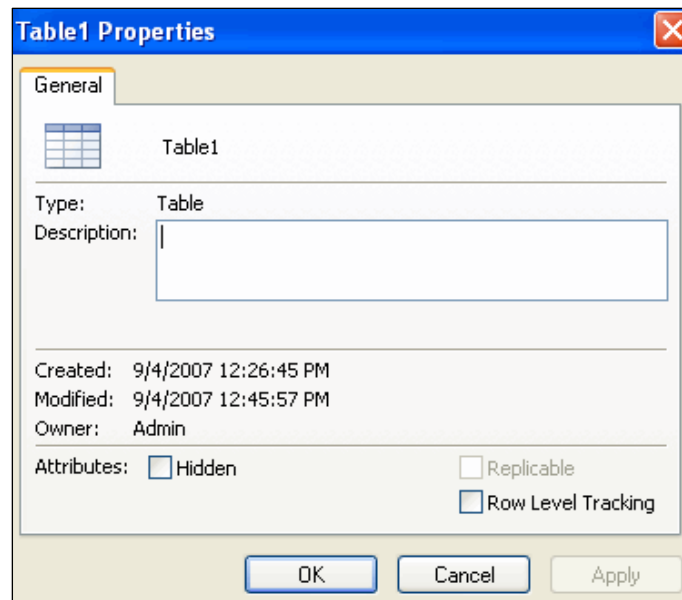 Table1 Properties
General
Table1
Type: Table
Description:
Created: 9/4/2007 12:26:45 PM
Modified: 9/4/2007 12:45:57 PM
Owner: Admin
Attributes: Hidden Replicable
Row Level Tracking
OK Cancel Apply